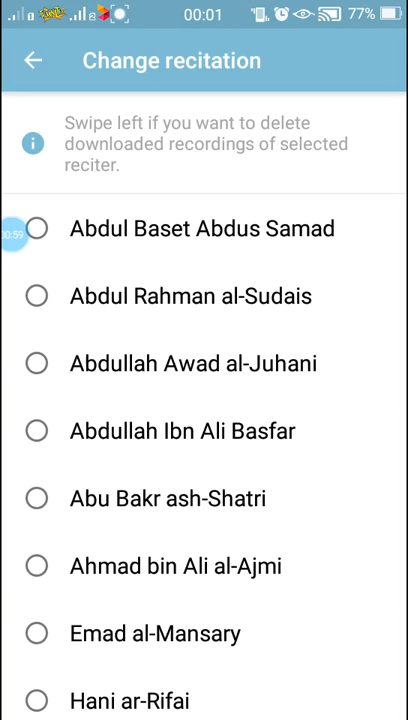 00:01
77%
Change recitation
Swipe left if you want to delete
downloaded recordings of selected
reciter.
00:59
Abdul Baset Abdus Samad
Abdul Rahman al-Sudais
Abdullah Awad al-Juhani
Abdullah Ibn Ali Basfar
Abu Bakr ash-Shatri
Ahmad bin Ali al-Ajmi
Emad al-Mansary
Hani ar-Rifai